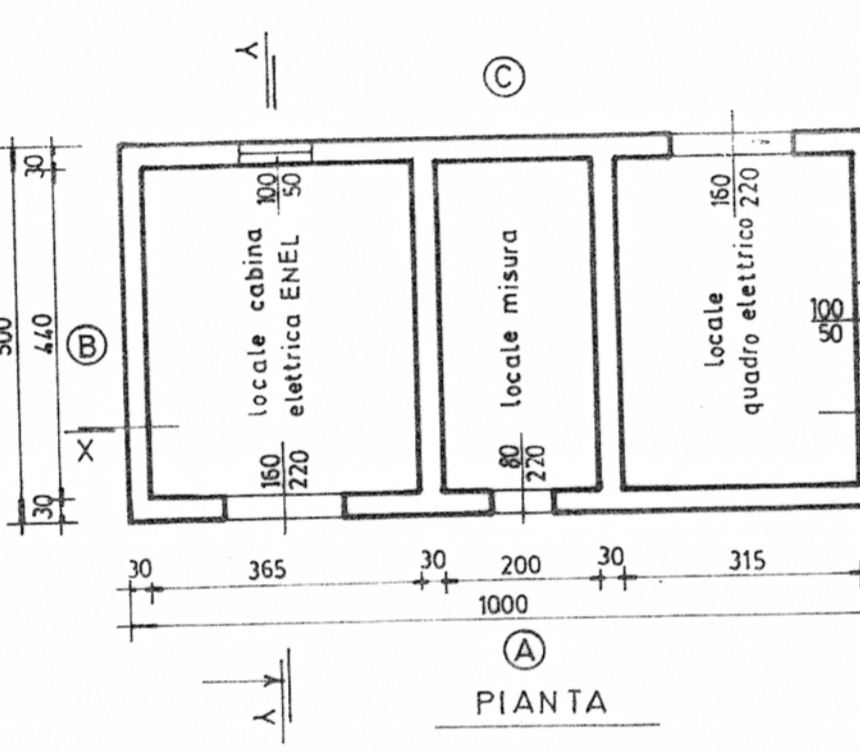 Y
C
30
100
50
160
220
locale cabina
elettrica ENEL
locale misura
locale
quadro elettrico
100
50
500
440
B
X
30
160
220
80
220
30
365
30
200
30
315
1000
A
Y
PIANTA